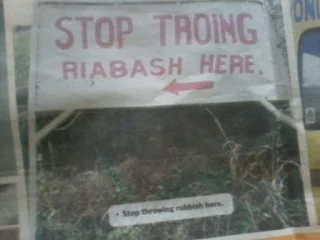 STOP TROING
RIABASH HERE.
• Stop throwing rubbish here.